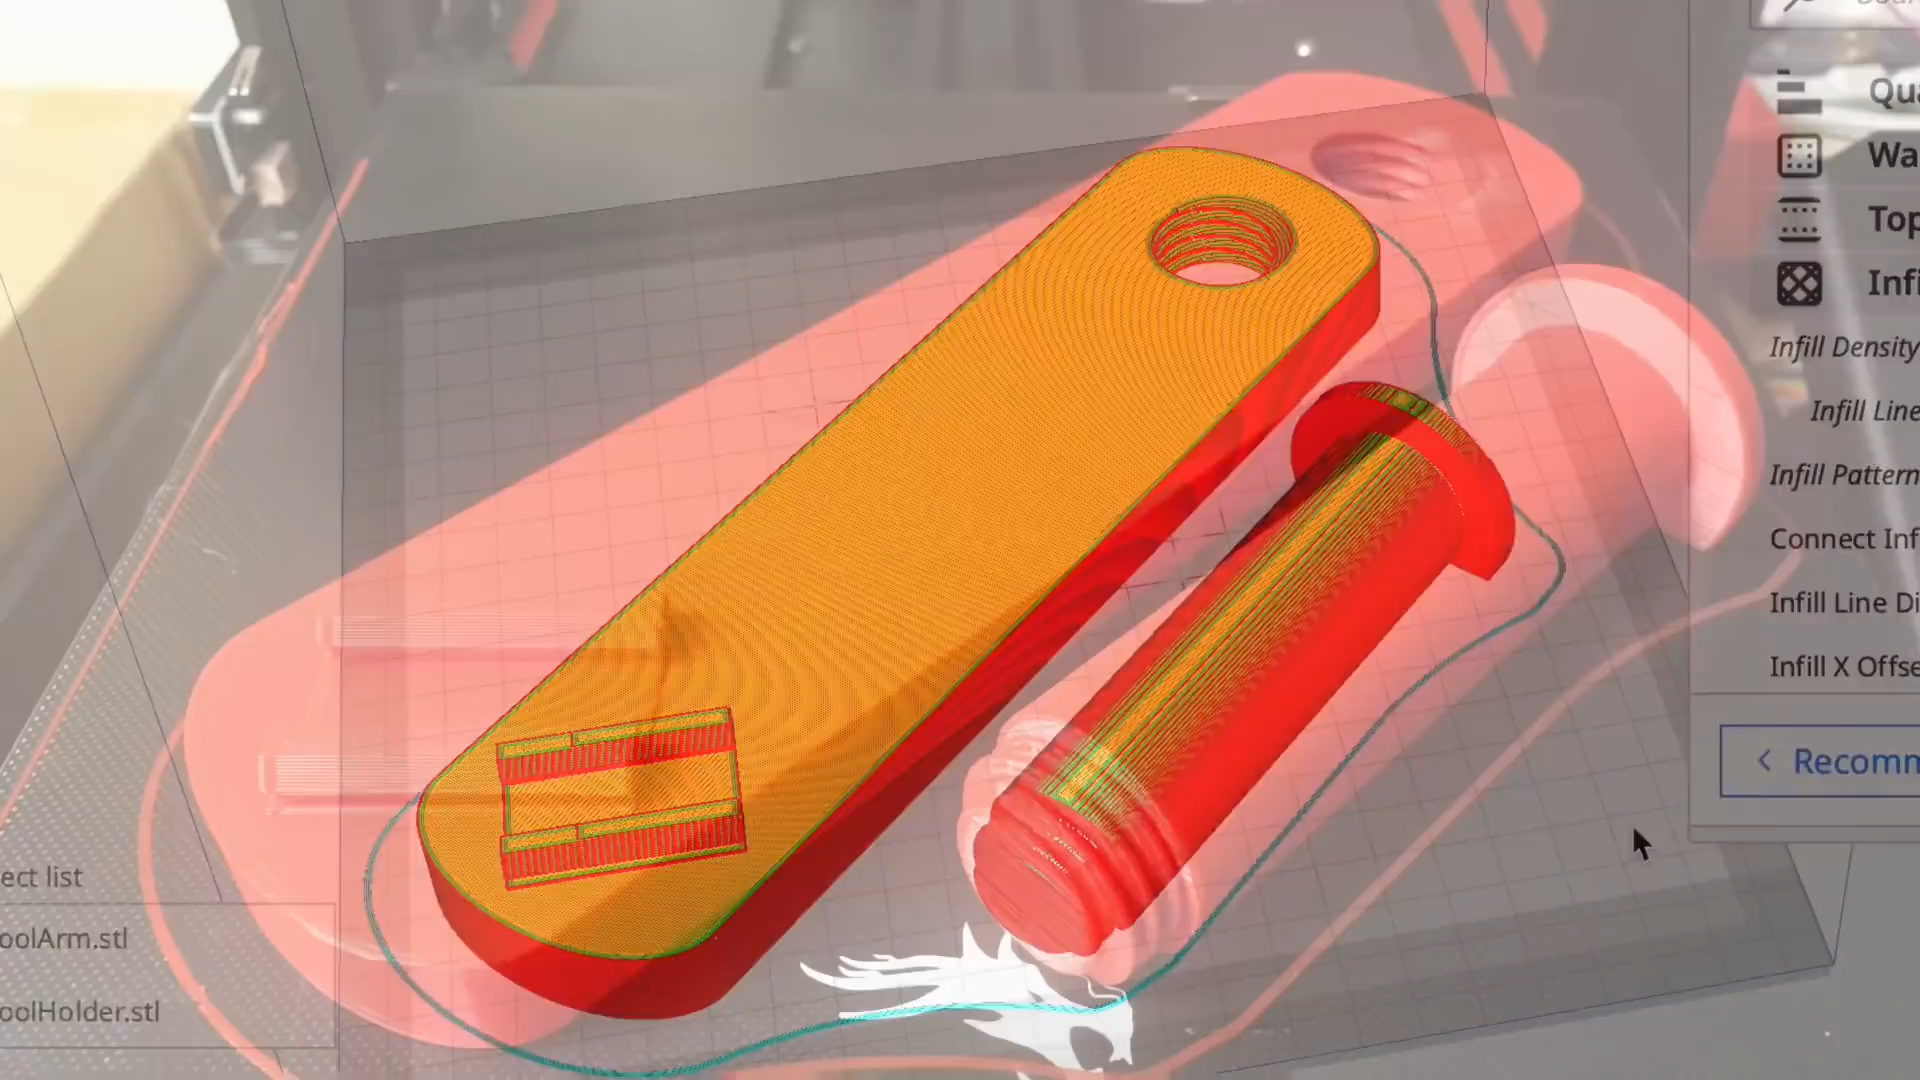 Qua
Wa
Top
Infi
Infill Density
Infill Line
Infill Pattern
Connect Inf
Infill Line Di
Infill X Offse
Recomm
ect list
oolArm.stl
oolHolder.stl